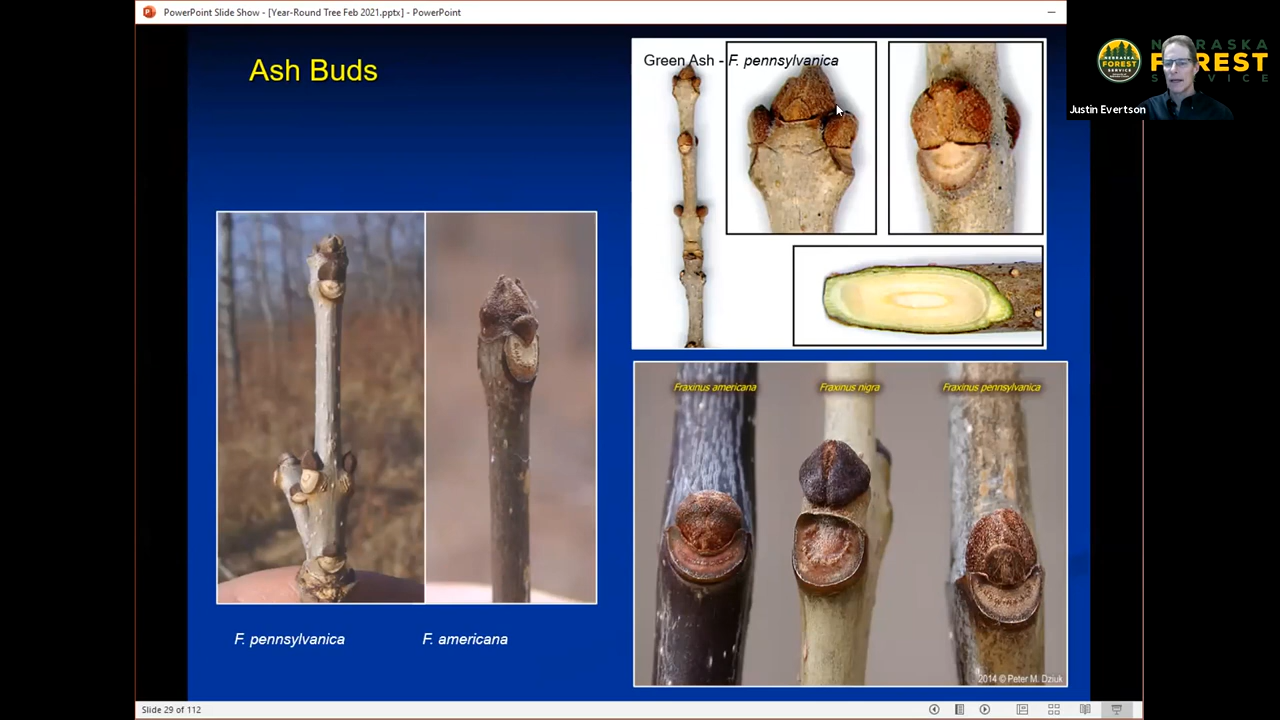 PowerPoint Slide Show - [Year-Round Tree Feb 2021.pptx] - PowerPoint
Ash Buds
Green Ash - F. pennsylvanica
F. pennsylvanica
F. americana
Fraxinus americana
Fraxinus nigra
Fraxinus pennsylvanica
2014 © Peter M. Dziuk
NEBRASKA
FOREST
SERVICE
Justin Evertson
Slide 29 of 112